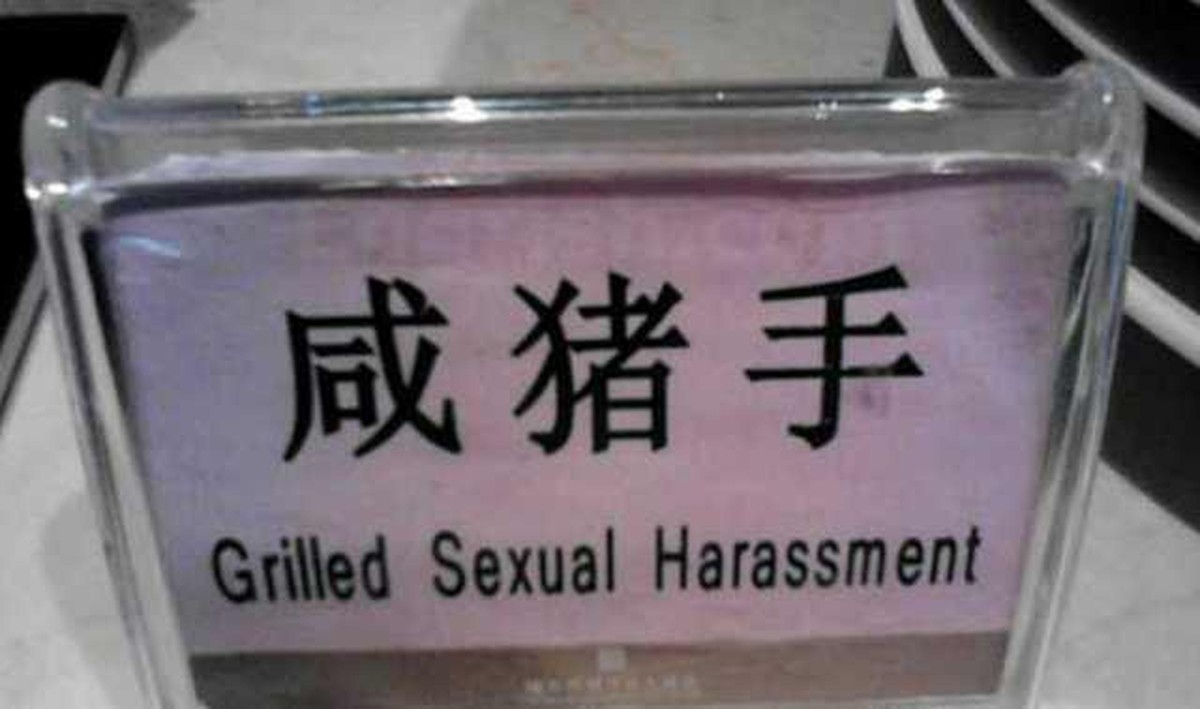 咸猪手
Grilled Sexual Harassment